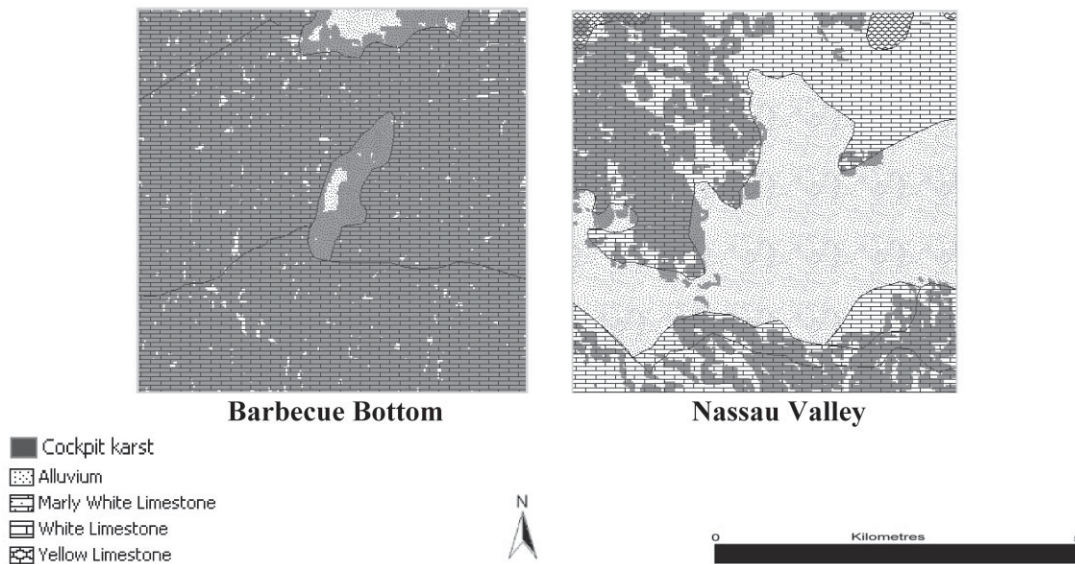 Barbecue Bottom
Nassau Valley
Cockpit karst
Alluvium
Marly White Limestone
White Limestone
Yellow Limestone
N
0 Kilometres